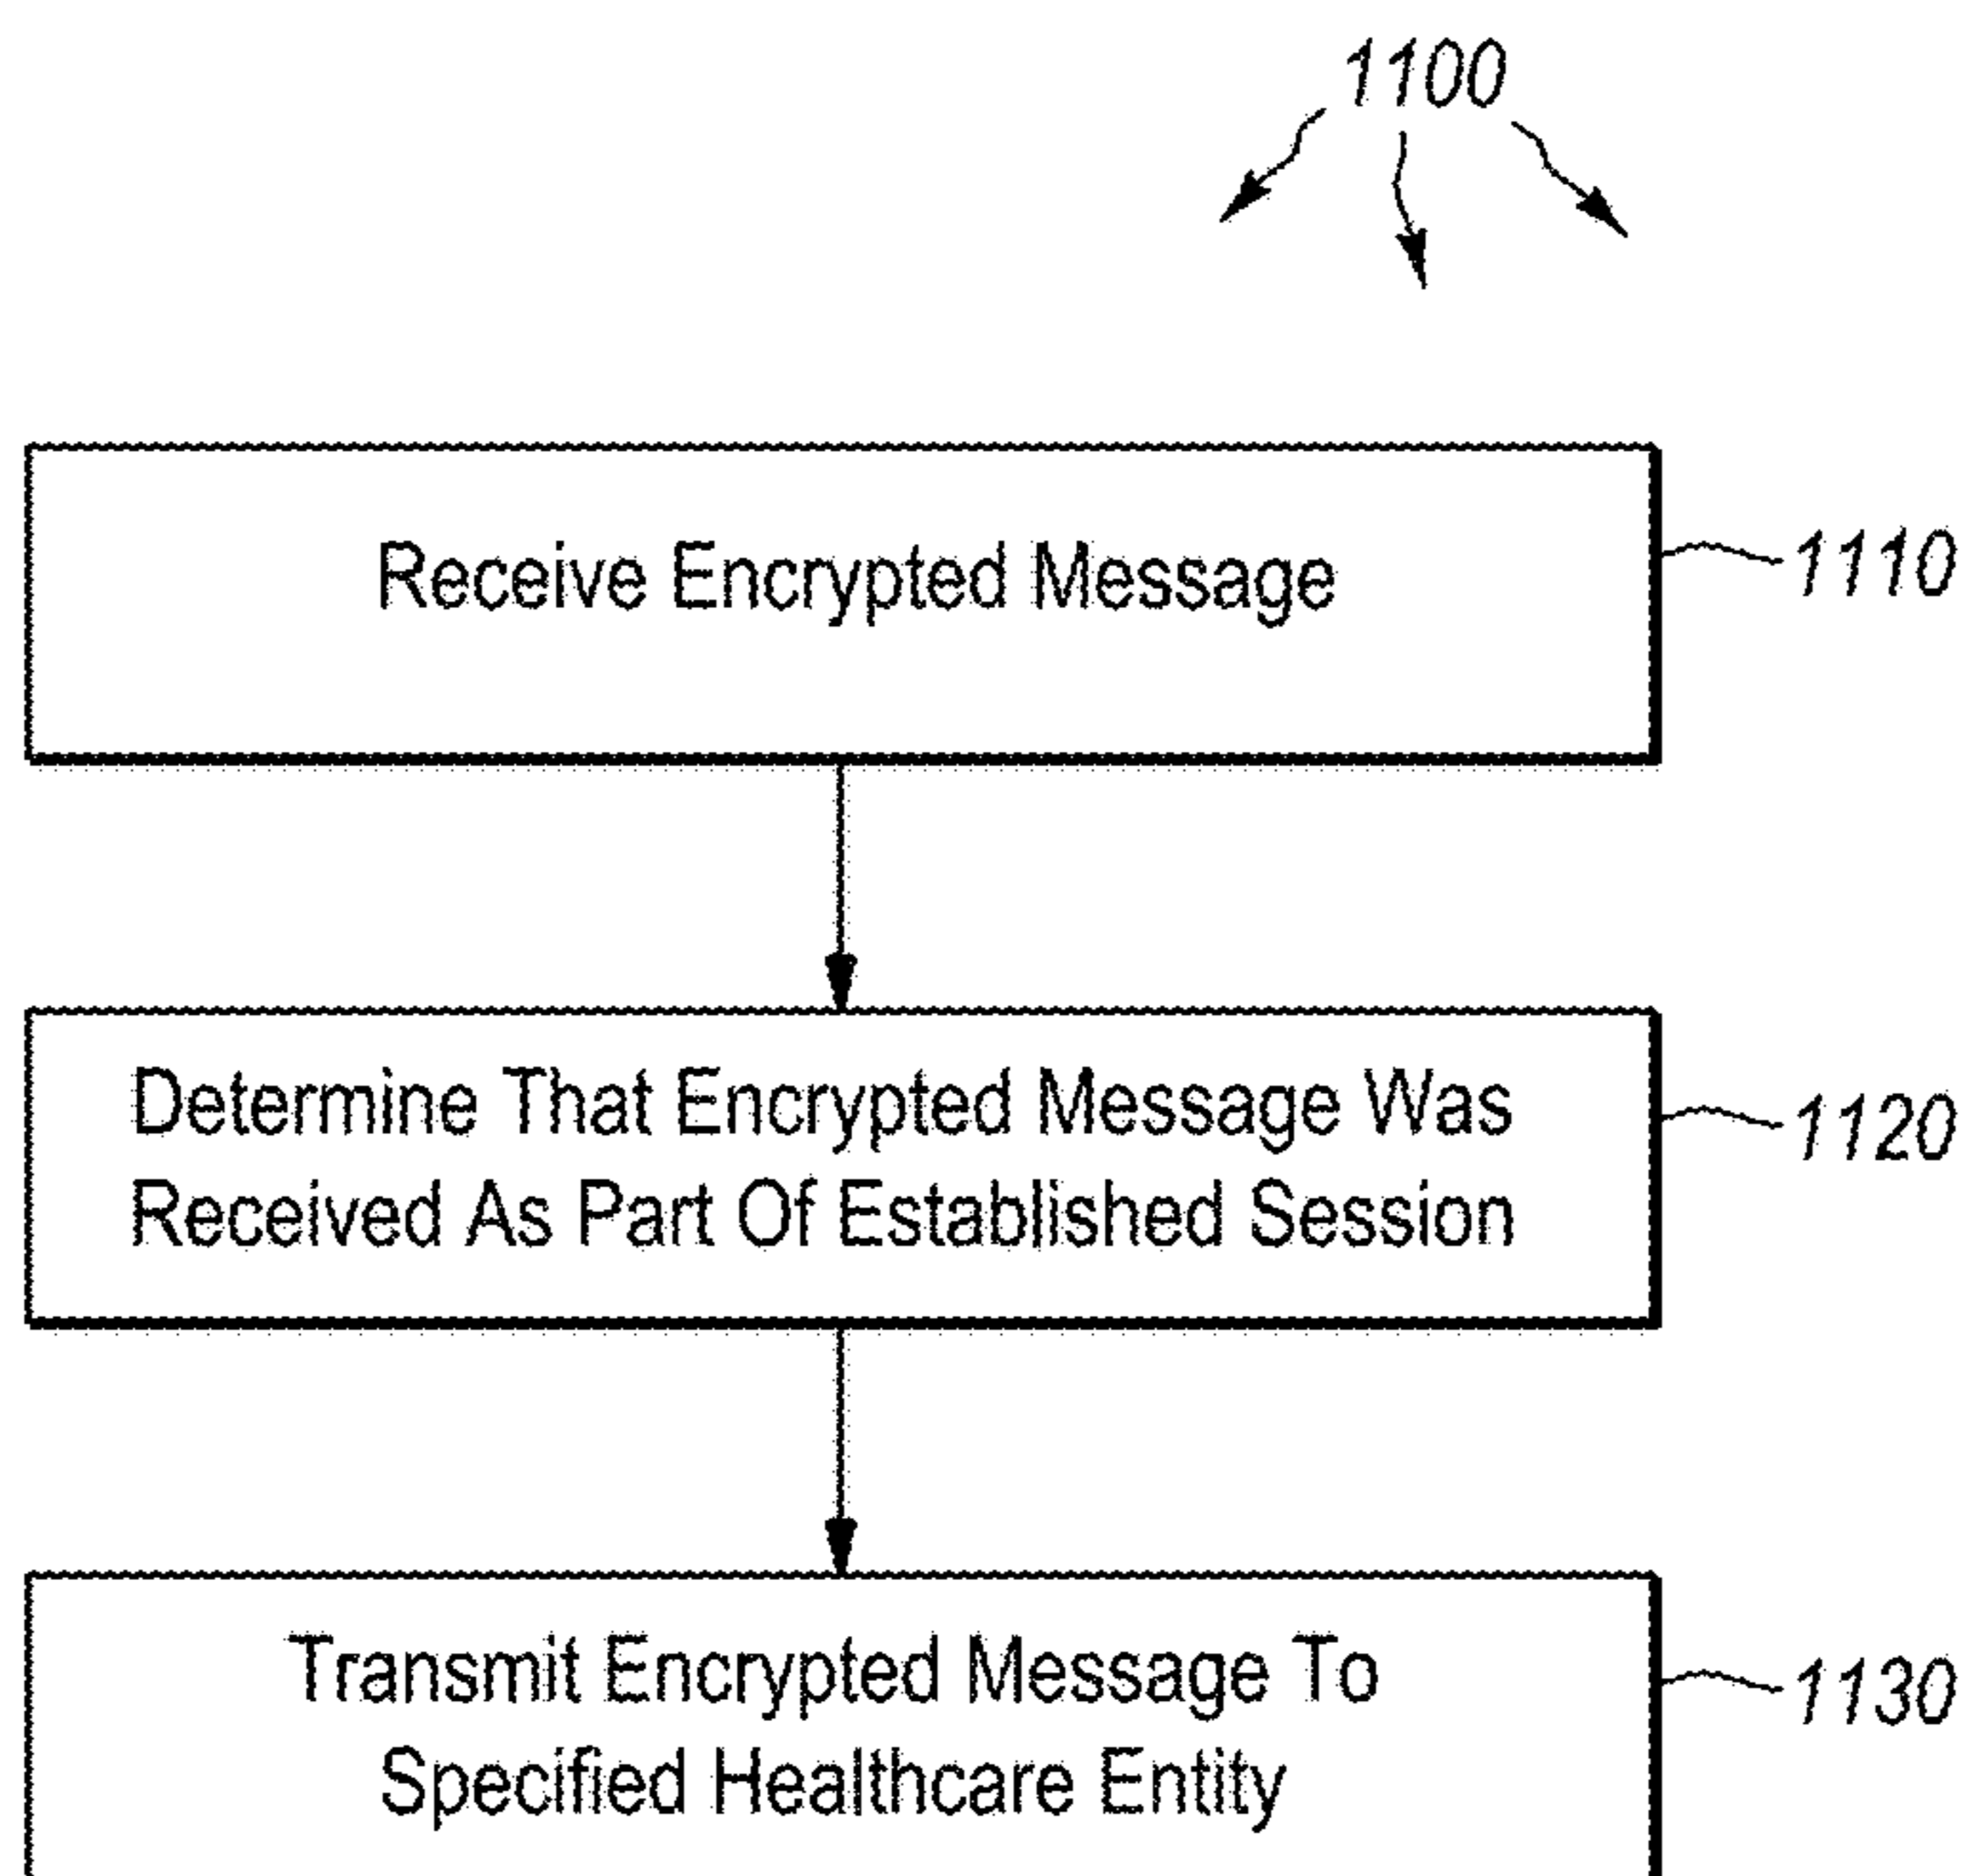 1100
Receive Encrypted Message
1110
Determine That Encrypted Message Was
Received As Part Of Established Session
1120
Transmit Encrypted Message To
Specified Healthcare Entity
1130